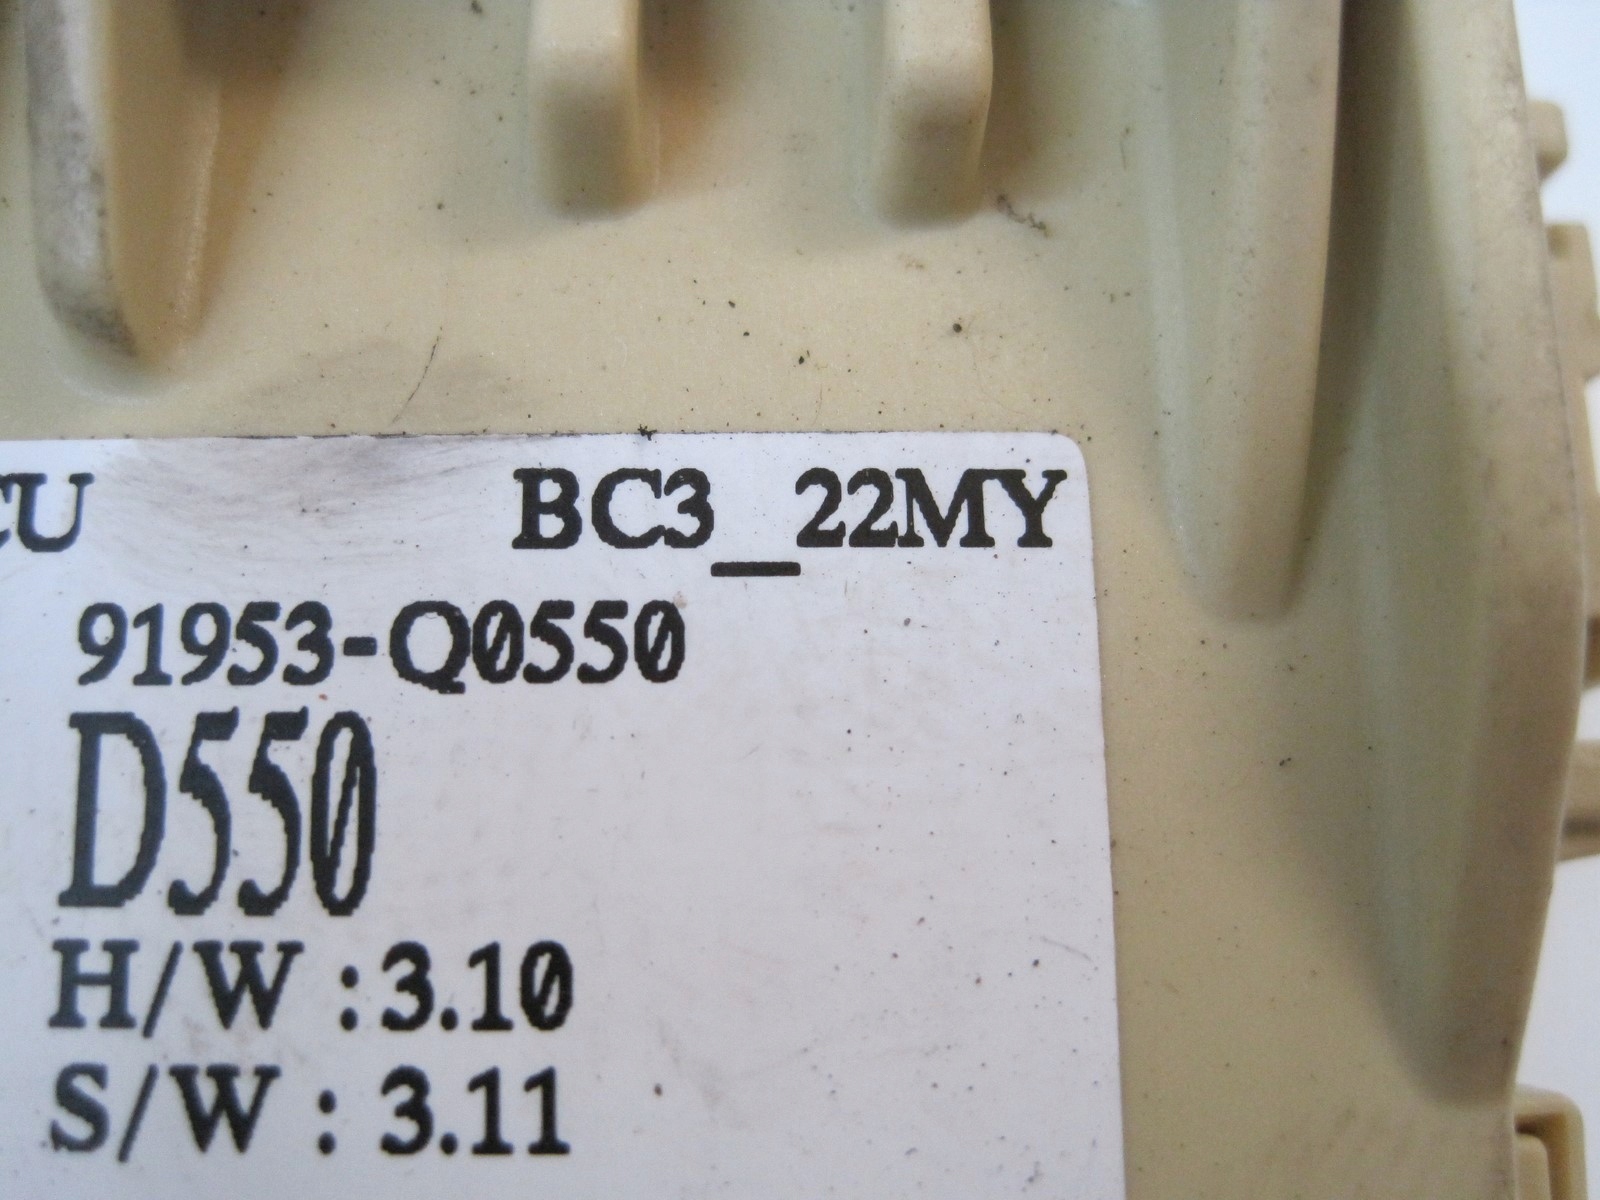 CU BC3_22MY
91953-Q0550
D550
H/W : 3.10
S/W : 3.11